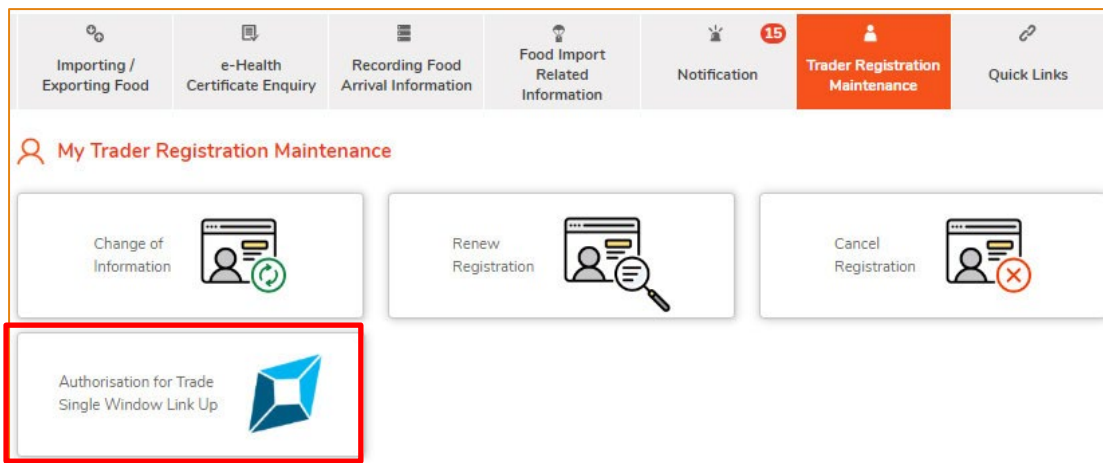 Importing /
Exporting Food
e-Health
Certificate Enquiry
Recording Food
Arrival Information
Food Import
Related
Information
15
Notification
Trader Registration
Maintenance
Quick Links
My Trader Registration Maintenance
Change of
Information
Renew
Registration
Cancel
Registration
Authorisation for Trade
Single Window Link Up